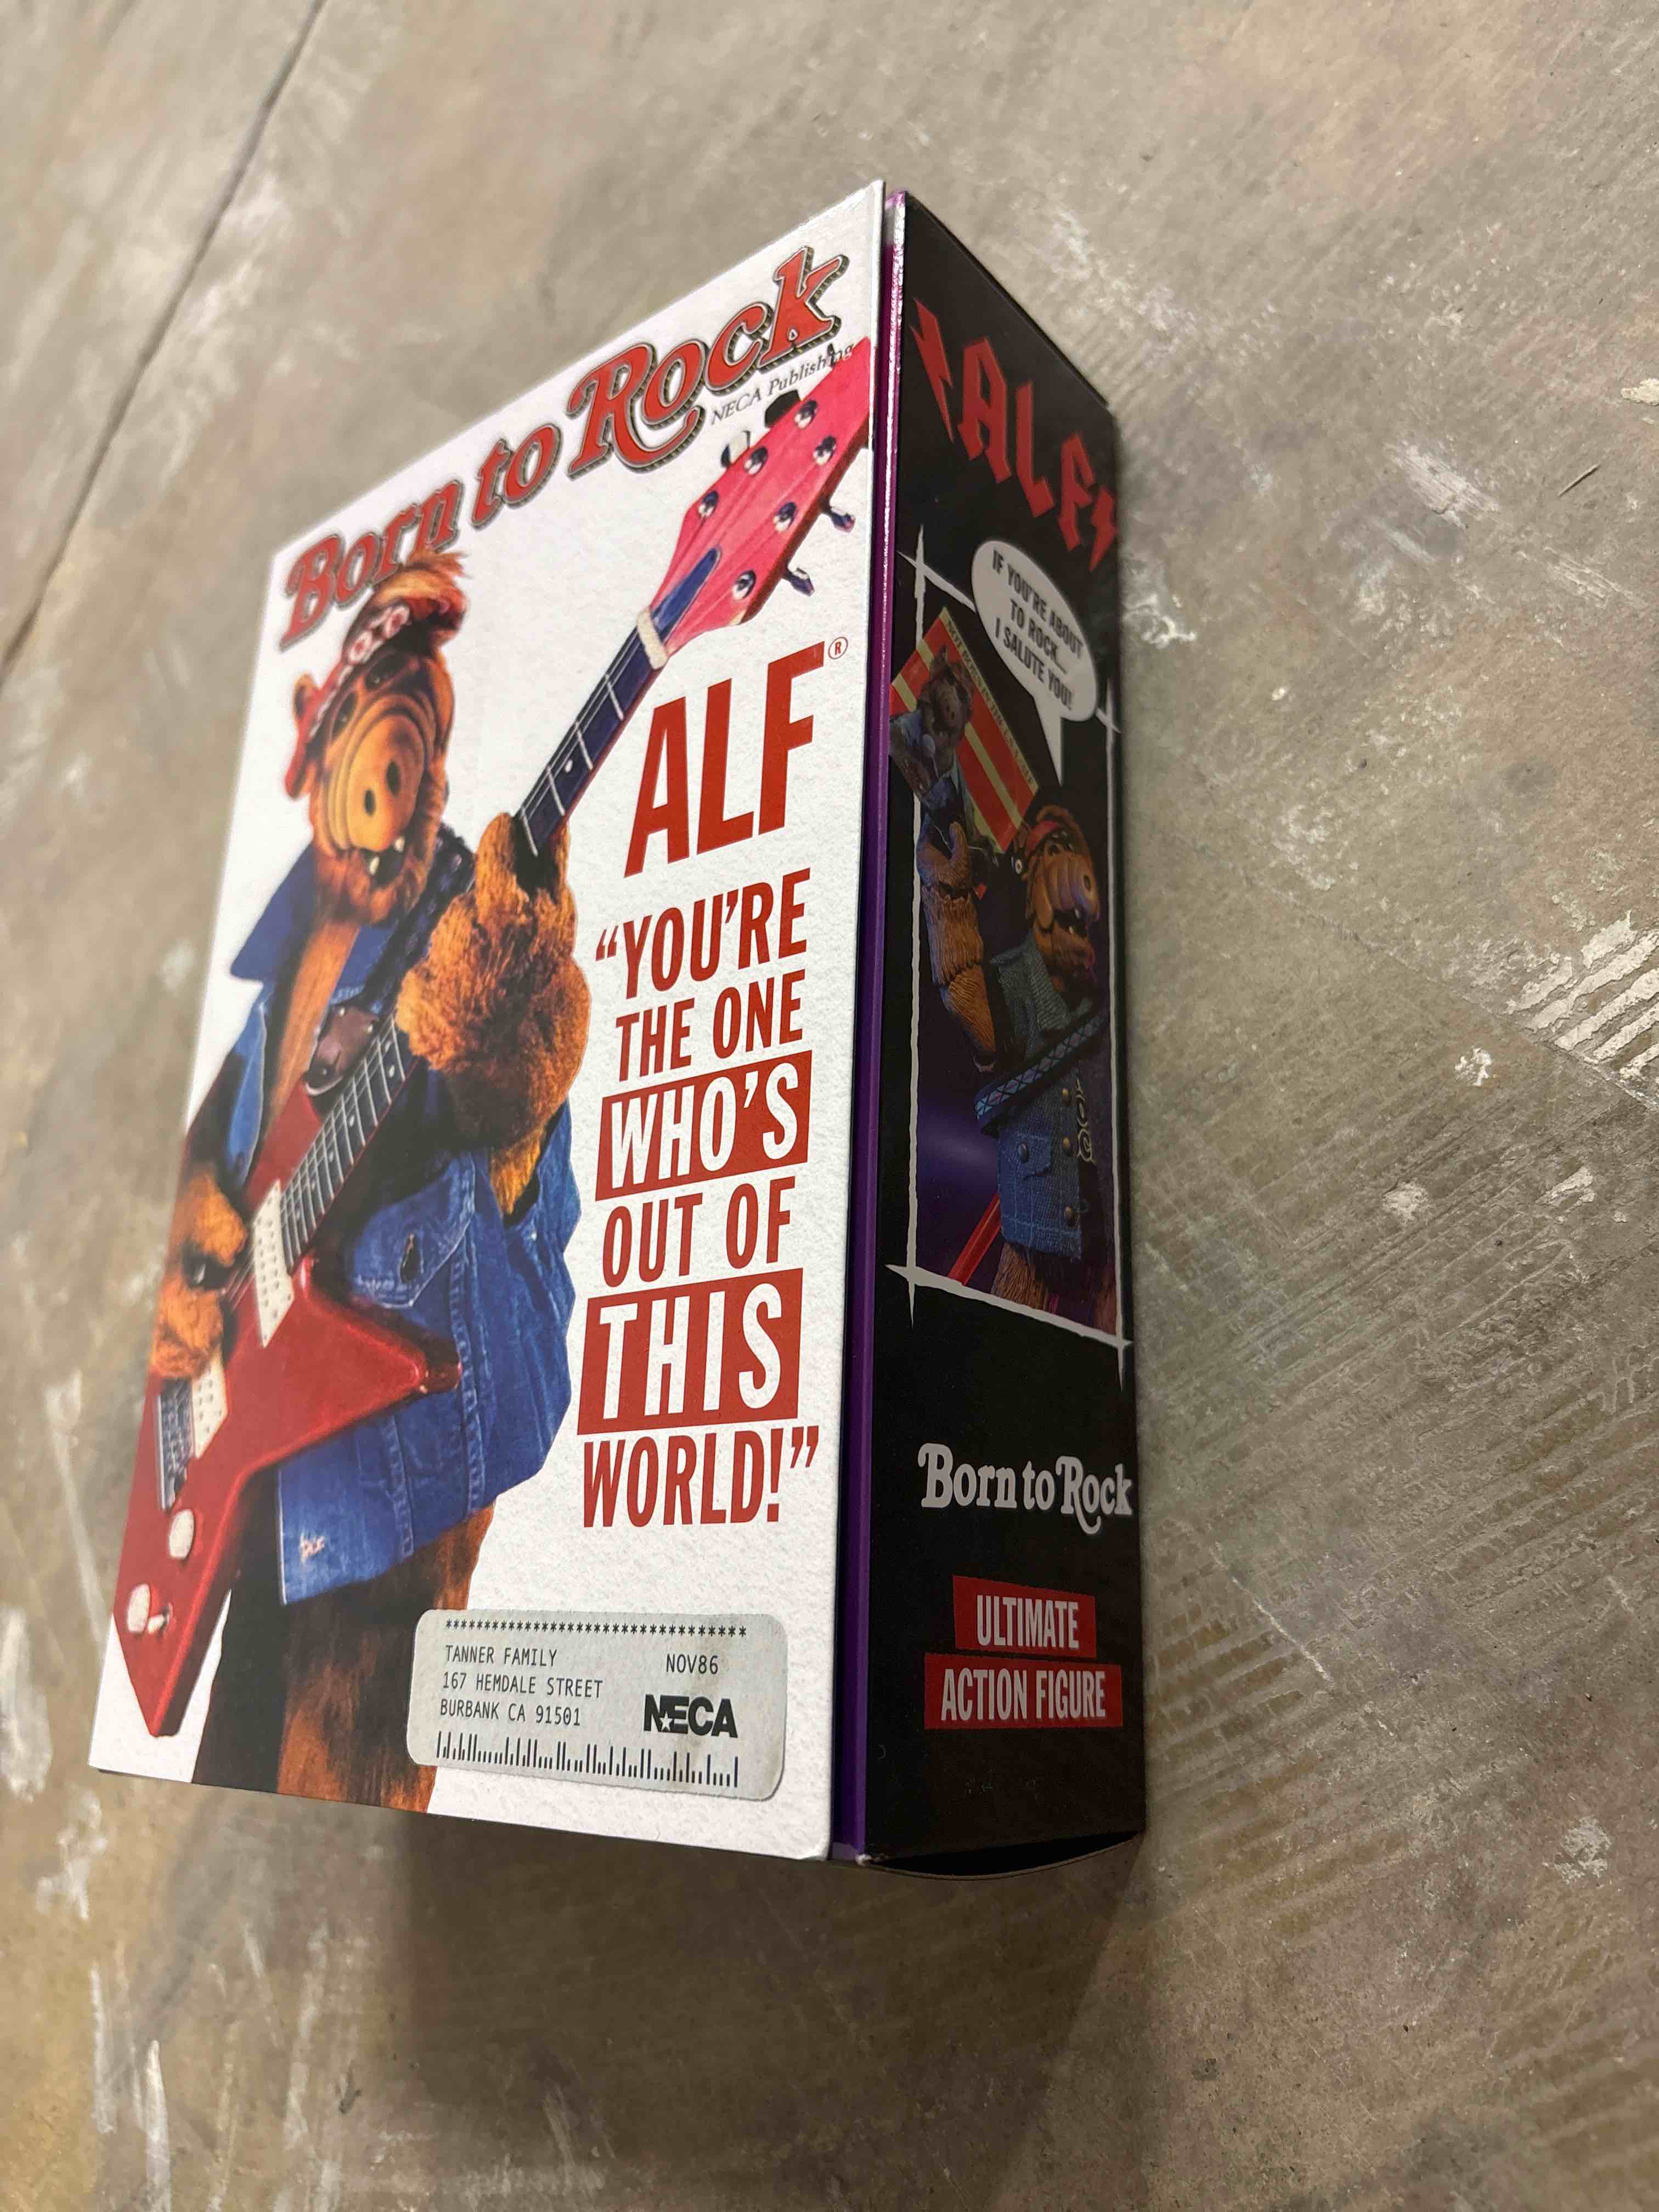 Born to Rock
NECA Publishing
ALF®
“YOU’RE
THE ONE
WHO’S
OUT OF
THIS
WORLD!”
*********************************
TANNER FAMILY NOV86
167 HEMDALE STREET
BURBANK CA 91501
NECA
ALF
IF YOU’RE ABOUT
TO ROCK...
I SALUTE YOU!
Born to Rock
ULTIMATE
ACTION FIGURE